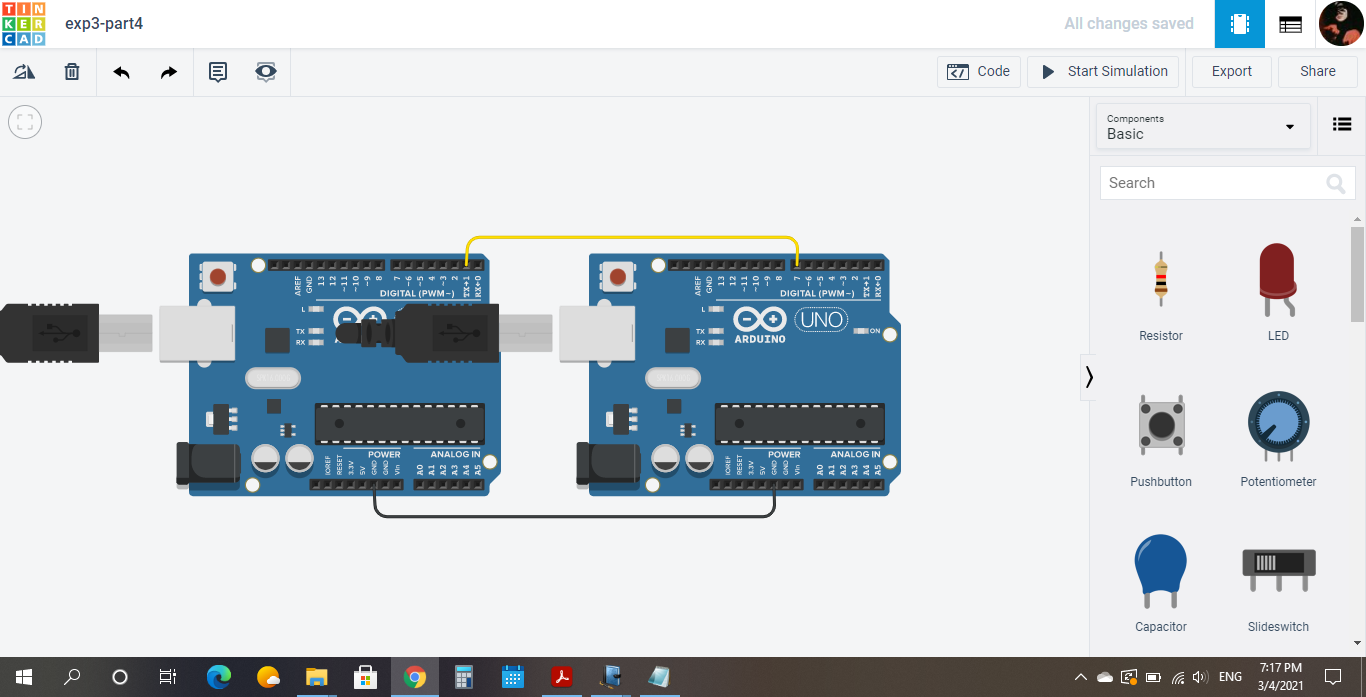 TIN
KER
CAD
exp3-part4
All changes saved
Code
Start Simulation
Export
Share
Components
Basic
Search
Resistor
LED
Pushbutton
Potentiometer
Capacitor
Slideswitch
AREF
GND
13
12
~11
~10
~9
8
7
~6
~5
4
~3
2
TX→1
RX←0
DIGITAL (PWM~)
L
TX
RX
AR
POWER
ANALOG IN
IOREF
RESET
3.3V
5V
GND
GND
Vin
A0
A1
A2
A3
A4
A5
AREF
GND
13
12
~11
~10
~9
8
7
~6
~5
4
~3
2
TX→1
RX←0
DIGITAL (PWM~)
L
TX
RX
UNO
ARDUINO
ON
POWER
ANALOG IN
IOREF
RESET
3.3V
5V
GND
GND
Vin
A0
A1
A2
A3
A4
A5
ENG
7:17 PM
3/4/2021